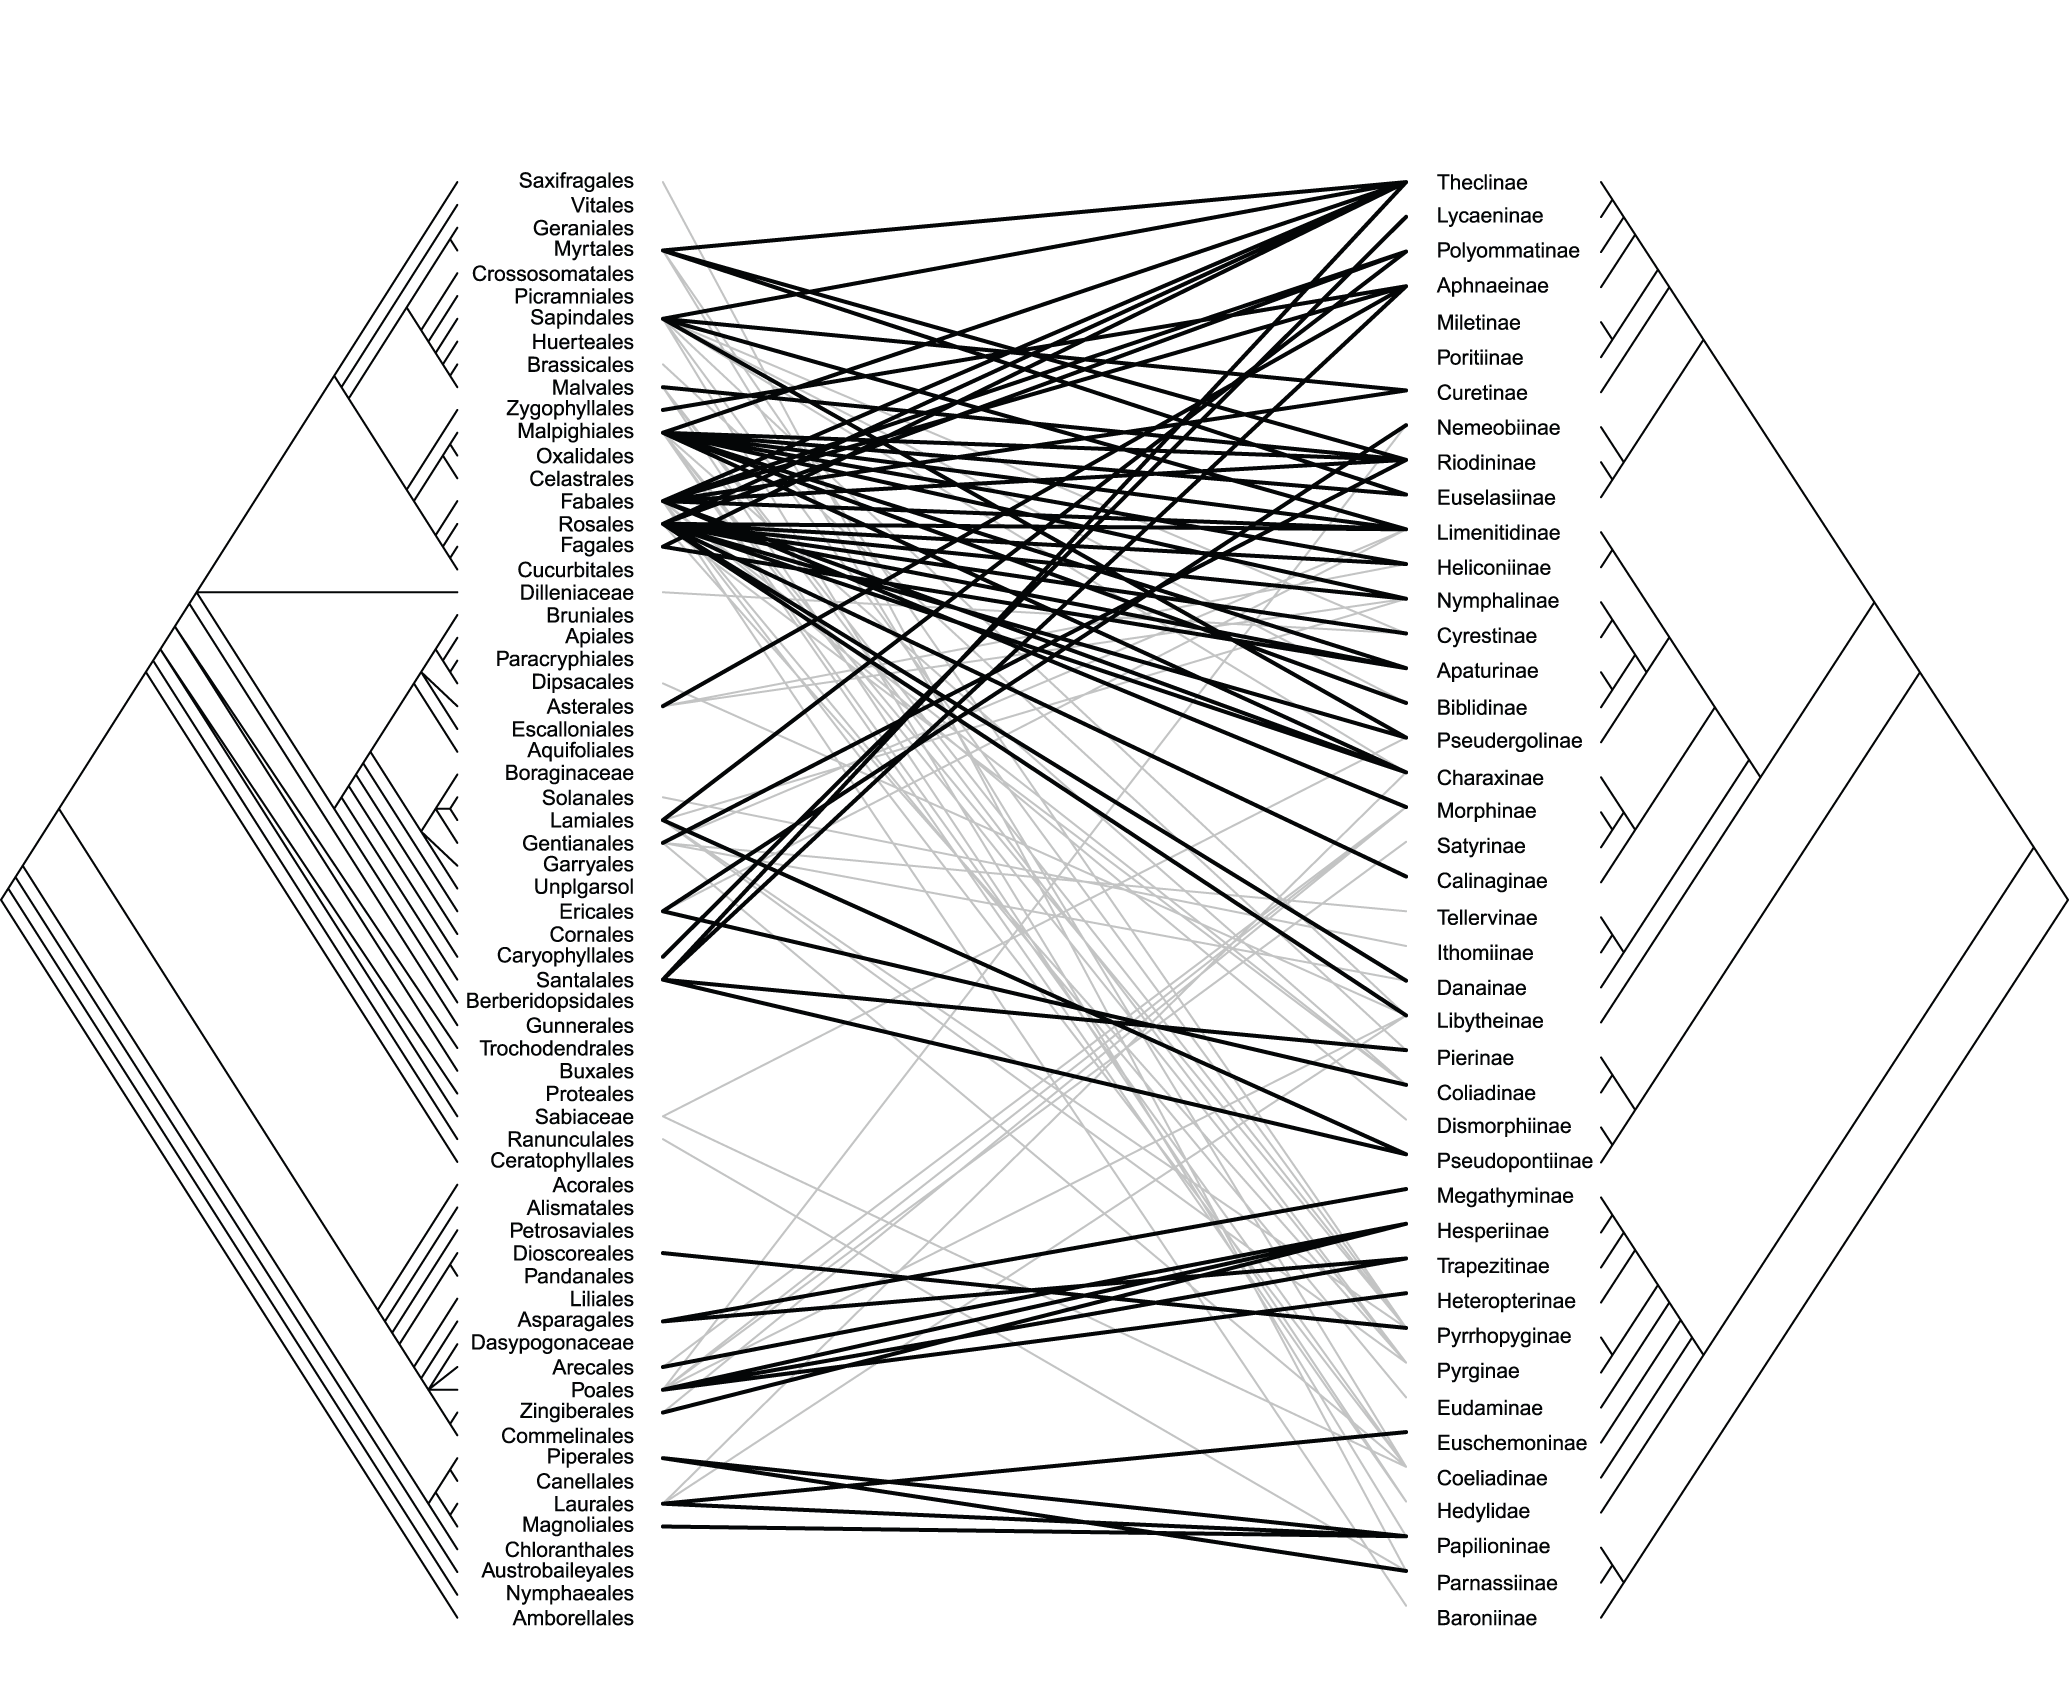 Saxifragales
Vitales
Geraniales
Myrtales
Crossosomatales
Picramniales
Sapindales
Huerteales
Brassicales
Malvales
Zygophyllales
Malpighiales
Oxalidales
Celastrales
Fabales
Rosales
Fagales
Cucurbitales
Dilleniaceae
Bruniales
Apiales
Paracryphiales
Dipsacales
Asterales
Escalloniales
Aquifoliales
Boraginaceae
Solanales
Lamiales
Gentianales
Garryales
Unplgarsol
Ericales
Cornales
Caryophyllales
Santalales
Berberidopsidales
Gunnerales
Trochodendrales
Buxales
Proteales
Sabiaceae
Ranunculales
Ceratophyllales
Acorales
Alismatales
Petrosaviales
Dioscoreales
Pandanales
Liliales
Asparagales
Dasypogonaceae
Arecales
Poales
Zingiberales
Commelinales
Piperales
Canellales
Laurales
Magnoliales
Chloranthales
Austrobaileyales
Nymphaeales
Amborellales
Theclinae
Lycaeninae
Polyommatinae
Aphnaeinae
Miletinae
Poritiinae
Curetinae
Nemeobiinae
Riodininae
Euselasiinae
Limenitidinae
Heliconiinae
Nymphalinae
Cyrestinae
Apaturinae
Biblidinae
Pseudergolinae
Charaxinae
Morphinae
Satyrinae
Calinaginae
Tellervinae
Ithomiinae
Danainae
Libytheinae
Pierinae
Coliadinae
Dismorphiinae
Pseudopontiinae
Megathyminae
Hesperiinae
Trapezitinae
Heteropterinae
Pyrrhopyginae
Pyrginae
Eudaminae
Euschemoninae
Coeliadinae
Hedylidae
Papilioninae
Parnassiinae
Baroniinae